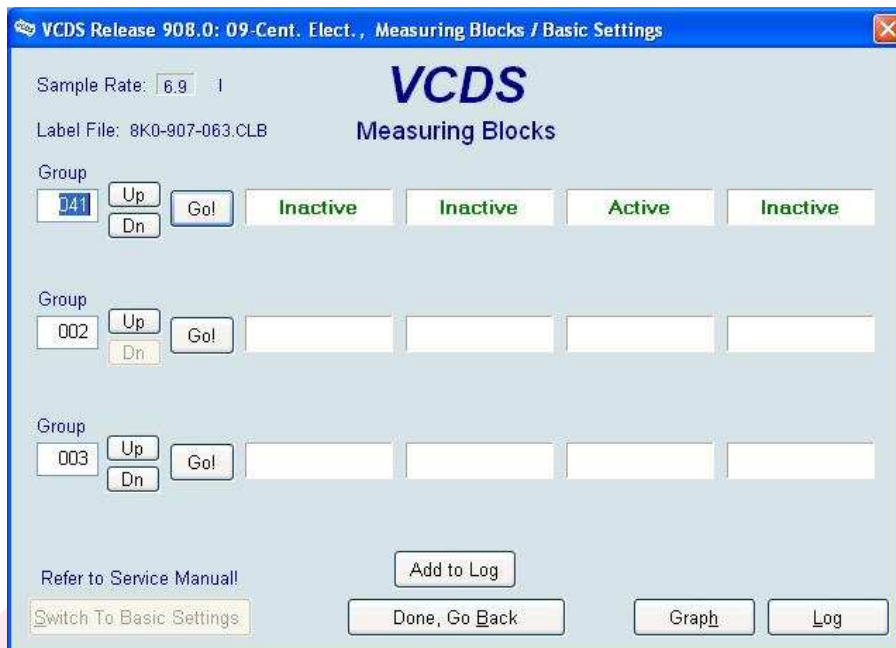 VCDS Release 908.0: 09-Cent. Elect., Measuring Blocks / Basic Settings
Sample Rate: 6.9 I
VCDS
Label File: 8K0-907-063.CLB
Measuring Blocks
Group
041 Up Dn Go! Inactive Inactive Active Inactive
Group
002 Up Dn Go!
Group
003 Up Dn Go!
Add to Log
Refer to Service Manual!
Switch To Basic Settings Done, Go Back Graph Log